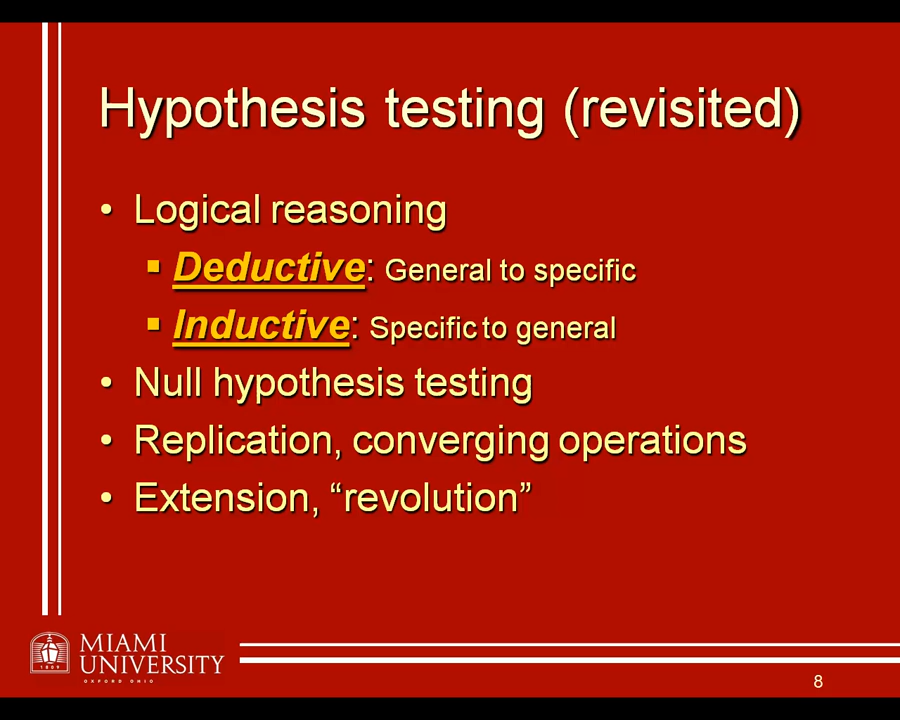 Hypothesis testing (revisited)
• Logical reasoning
▪ Deductive: General to specific
▪ Inductive: Specific to general
• Null hypothesis testing
• Replication, converging operations
• Extension, “revolution”
1809
MIAMI
UNIVERSITY
OXFORD OHIO
8